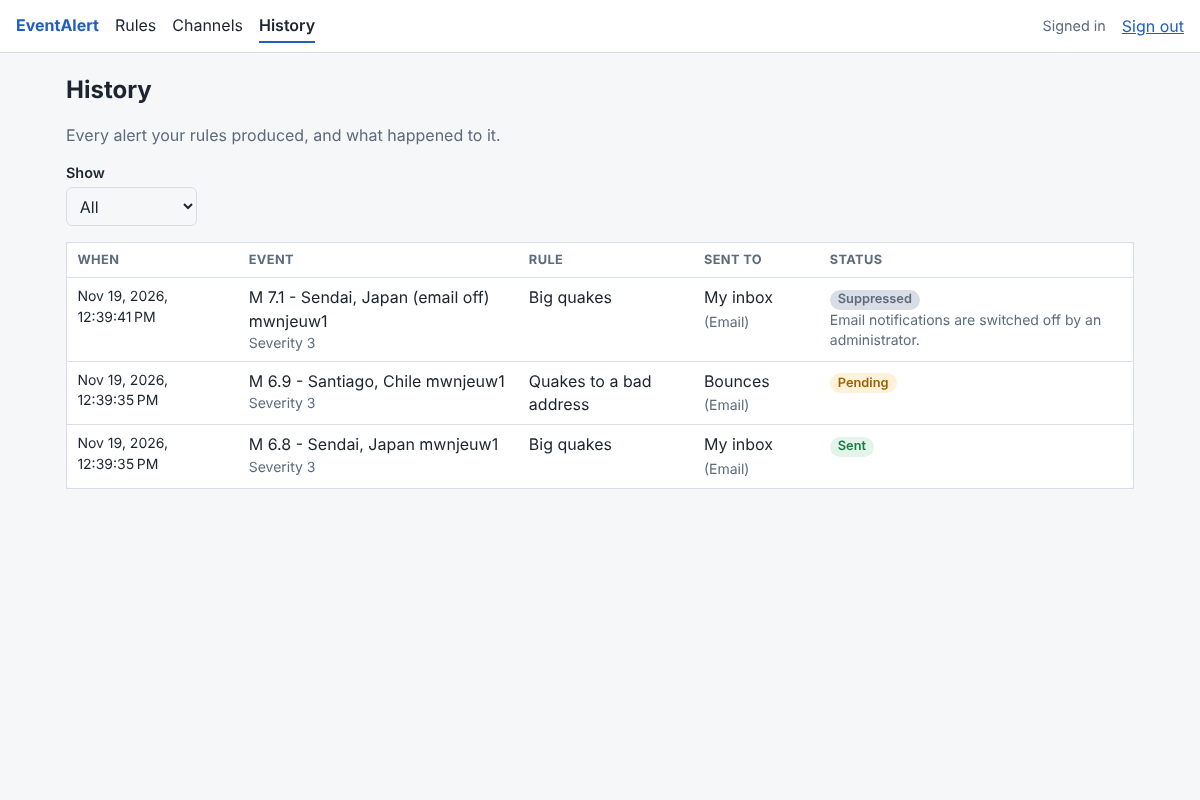 EventAlert Rules Channels History Signed in Sign out
History
Every alert your rules produced, and what happened to it.
Show
All
WHEN EVENT RULE SENT TO STATUS
Nov 19, 2026, 12:39:41 PM
M 7.1 - Sendai, Japan (email off) mwnjeuw1
Severity 3
Big quakes
My inbox
(Email)
Suppressed
Email notifications are switched off by an
administrator.
Nov 19, 2026,
12:39:35 PM
M 6.9 - Santiago, Chile mwnjeuw1
Severity 3
Quakes to a bad
address
Bounces
(Email)
Pending
Nov 19, 2026,
12:39:35 PM
M 6.8 - Sendai, Japan mwnjeuw1
Severity 3
Big quakes
My inbox
(Email)
Sent